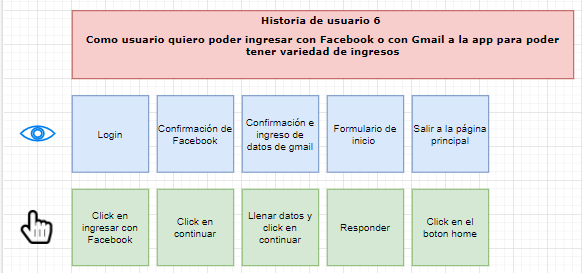 Historia de usuario 6
Como usuario quiero poder ingresar con Facebook o con Gmail a la app para poder
tener variedad de ingresos
Login
Confirmación de
Facebook
Confirmación e
ingreso de
datos de gmail
Formulario de
inicio
Salir a la página
principal
Click en
ingresar con
Facebook
Click en
continuar
Llenar datos y
click en
continuar
Responder
Click en el
boton home